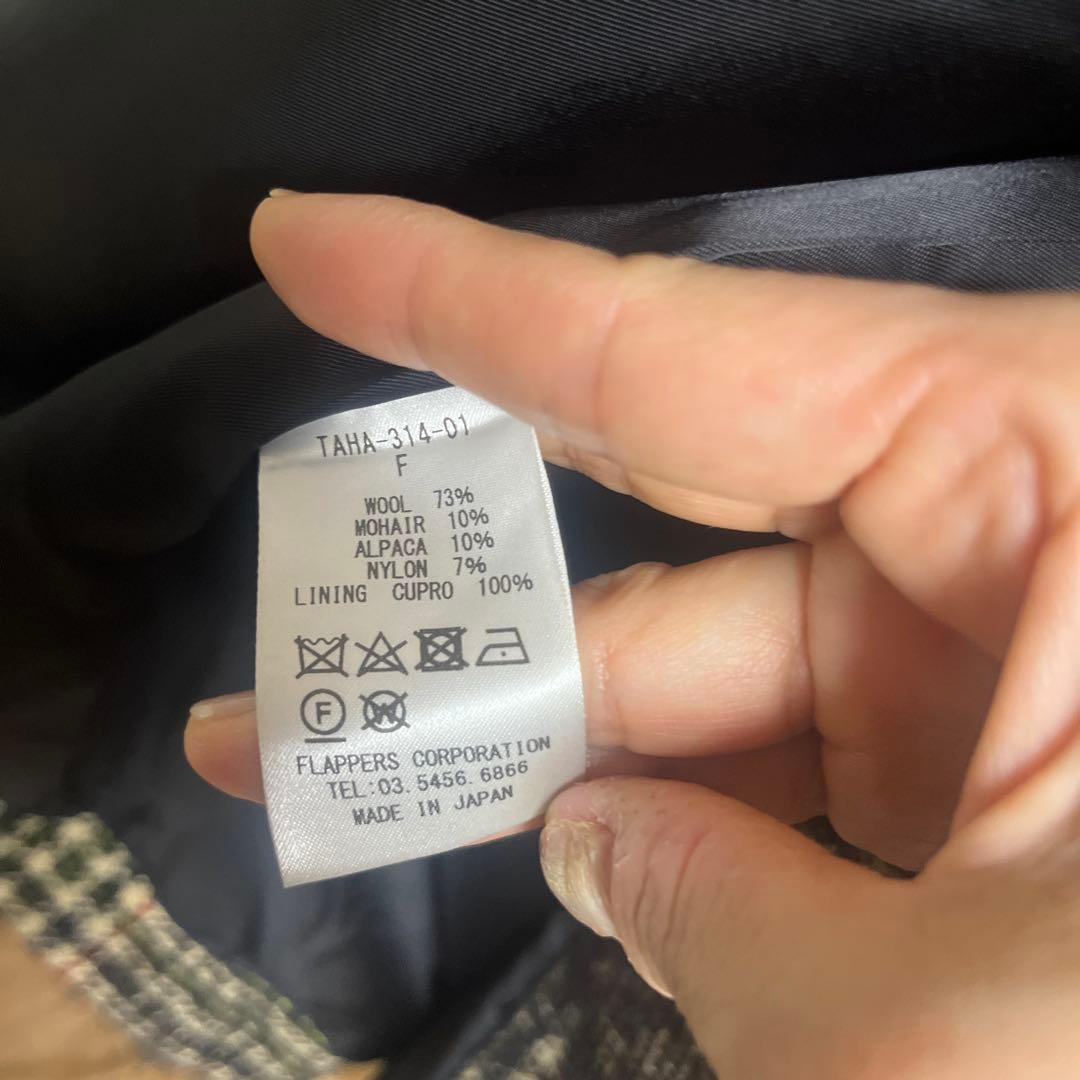 TAHA-314-01
F
WOOL 73%
MOHAIR 10%
ALPACA 10%
NYLON 7%
LINING CUPRO 100%
F W
FLAPPERS CORPORATION
TEL:03.5456.6866
MADE IN JAPAN